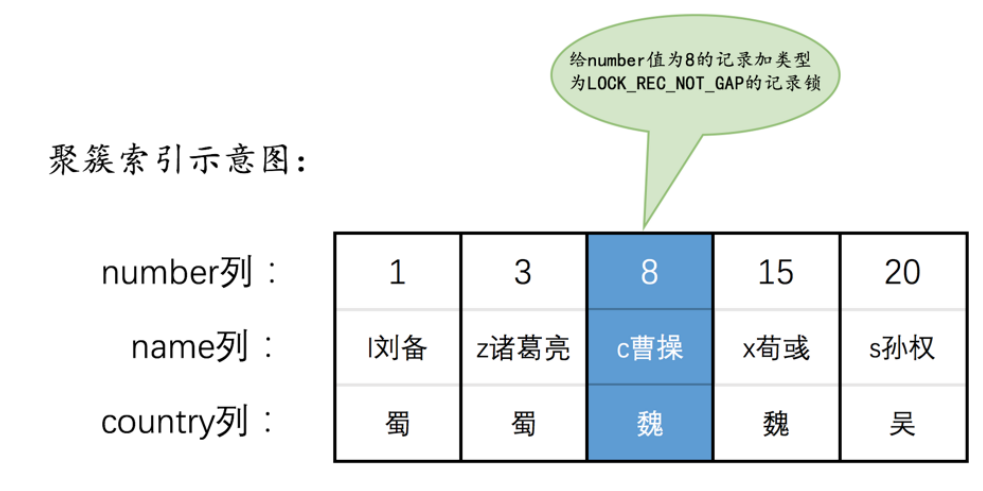 给number值为8的记录加类型
为LOCK_REC_NOT_GAP的记录锁
聚簇索引示意图：
number列： 1 3 8 15 20
name列： l刘备 z诸葛亮 c曹操 x荀彧 s孙权
country列： 蜀 蜀 魏 魏 吴